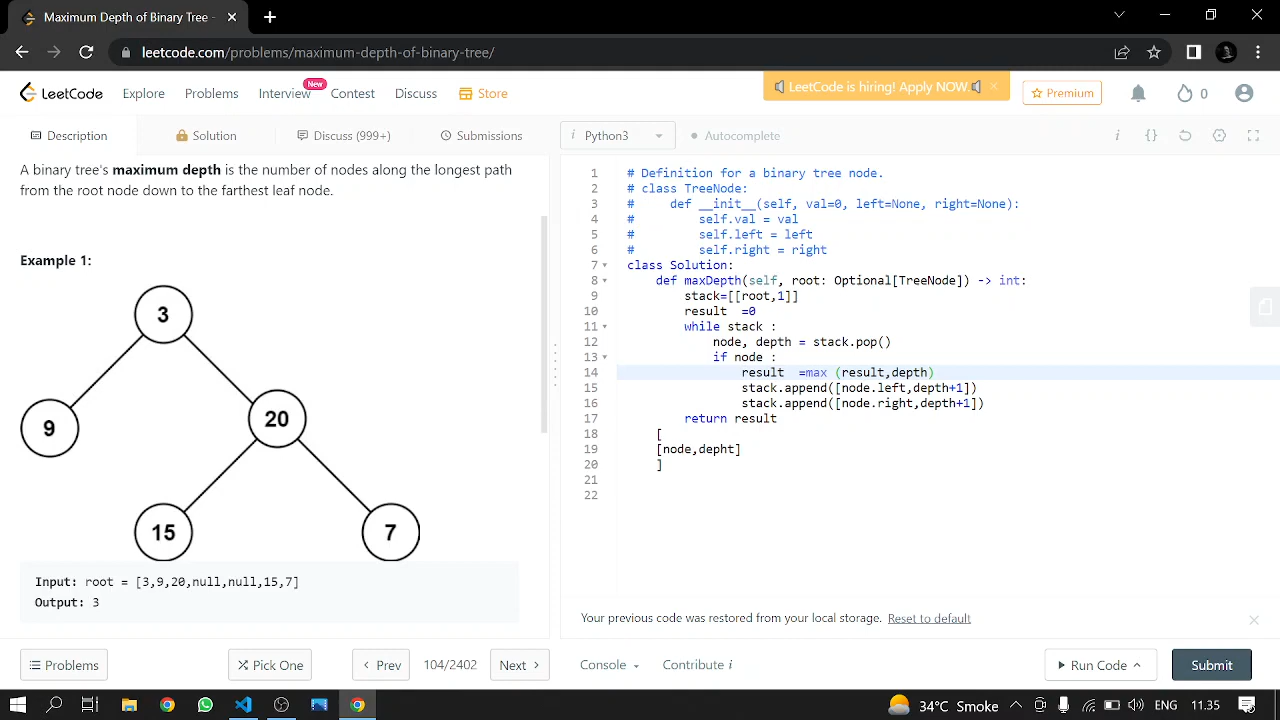 Maximum Depth of Binary Tree -
leetcode.com/problems/maximum-depth-of-binary-tree/
LeetCode
Explore
Problems
Interview
New
Contest
Discuss
Store
LeetCode is hiring! Apply NOW.
Premium
0
Description
Solution
Discuss (999+)
Submissions
i Python3
Autocomplete
i
{}
A binary tree's maximum depth is the number of nodes along the longest path
from the root node down to the farthest leaf node.
Example 1:
3
9
20
15
7
Input: root = [3,9,20,null,null,15,7]
Output: 3
1 # Definition for a binary tree node.
2 # class TreeNode:
3 #     def __init__(self, val=0, left=None, right=None):
4 #         self.val = val
5 #         self.left = left
6 #         self.right = right
7 class Solution:
8     def maxDepth(self, root: Optional[TreeNode]) -> int:
9         stack=[[root,1]]
10         result  =0
11         while stack :
12             node, depth = stack.pop()
13             if node :
14                 result  =max (result,depth)
15                 stack.append([node.left,depth+1])
16                 stack.append([node.right,depth+1])
17         return result
18     [
19     [node,depht]
20     ]
21
22
Your previous code was restored from your local storage. Reset to default
Problems
Pick One
Prev
104/2402
Next
Console
Contribute i
Run Code
Submit
34°C Smoke
ENG
11.35